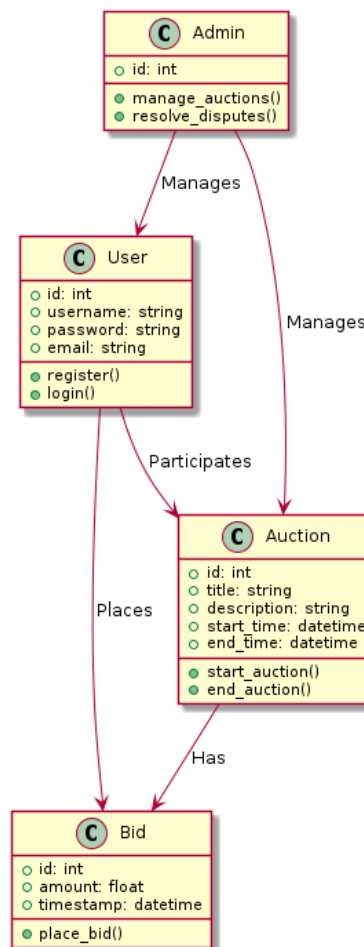 C Admin
id: int
manage_auctions()
resolve_disputes()
Manages
C User
id: int
username: string
password: string
email: string
register()
login()
Manages
Participates
C Auction
id: int
title: string
description: string
start_time: datetime
end_time: datetime
start_auction()
end_auction()
Places
Has
C Bid
id: int
amount: float
timestamp: datetime
place_bid()